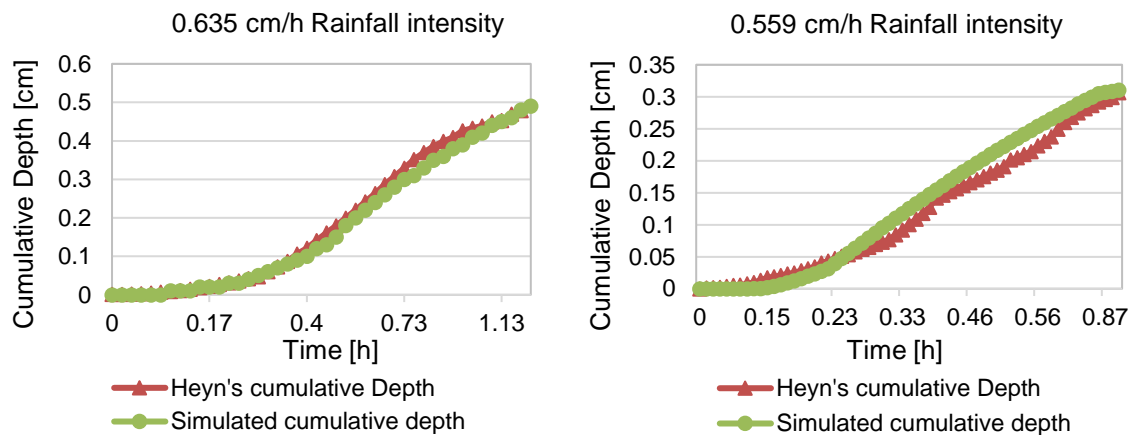 0.635 cm/h Rainfall intensity
Cumulative Depth [cm]
0.6
0.5
0.4
0.3
0.2
0.1
0
0 0.17 0.4 0.73 1.13
Time [h]
Heyn's cumulative Depth
Simulated cumulative depth
0.559 cm/h Rainfall intensity
Cumulative Depth [cm]
0.35
0.3
0.25
0.2
0.15
0.1
0.05
0
0 0.15 0.23 0.33 0.46 0.56 0.87
Time [h]
Heyn's cumulative Depth
Simulated cumulative depth